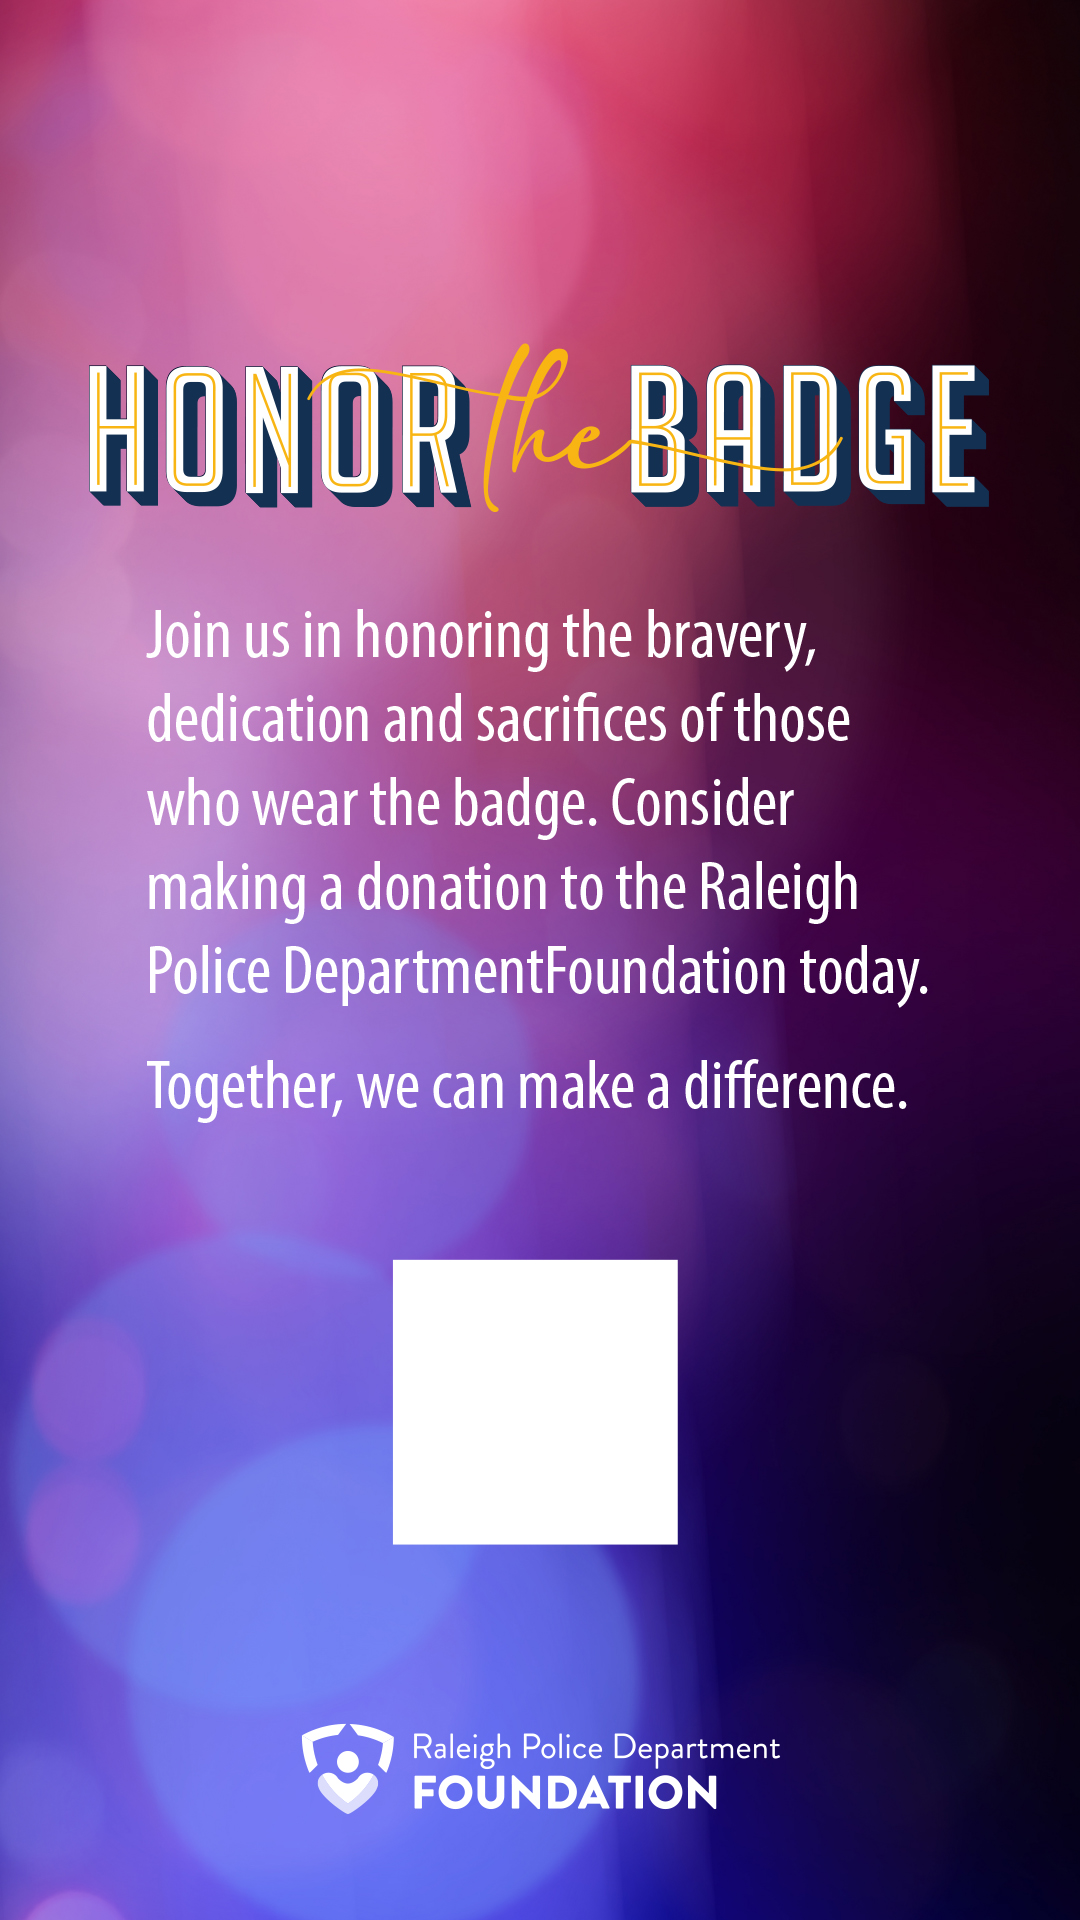 HONOR the BADGE
Join us in honoring the bravery,
dedication and sacrifices of those
who wear the badge. Consider
making a donation to the Raleigh
Police DepartmentFoundation today.
Together, we can make a difference.
Raleigh Police Department
FOUNDATION